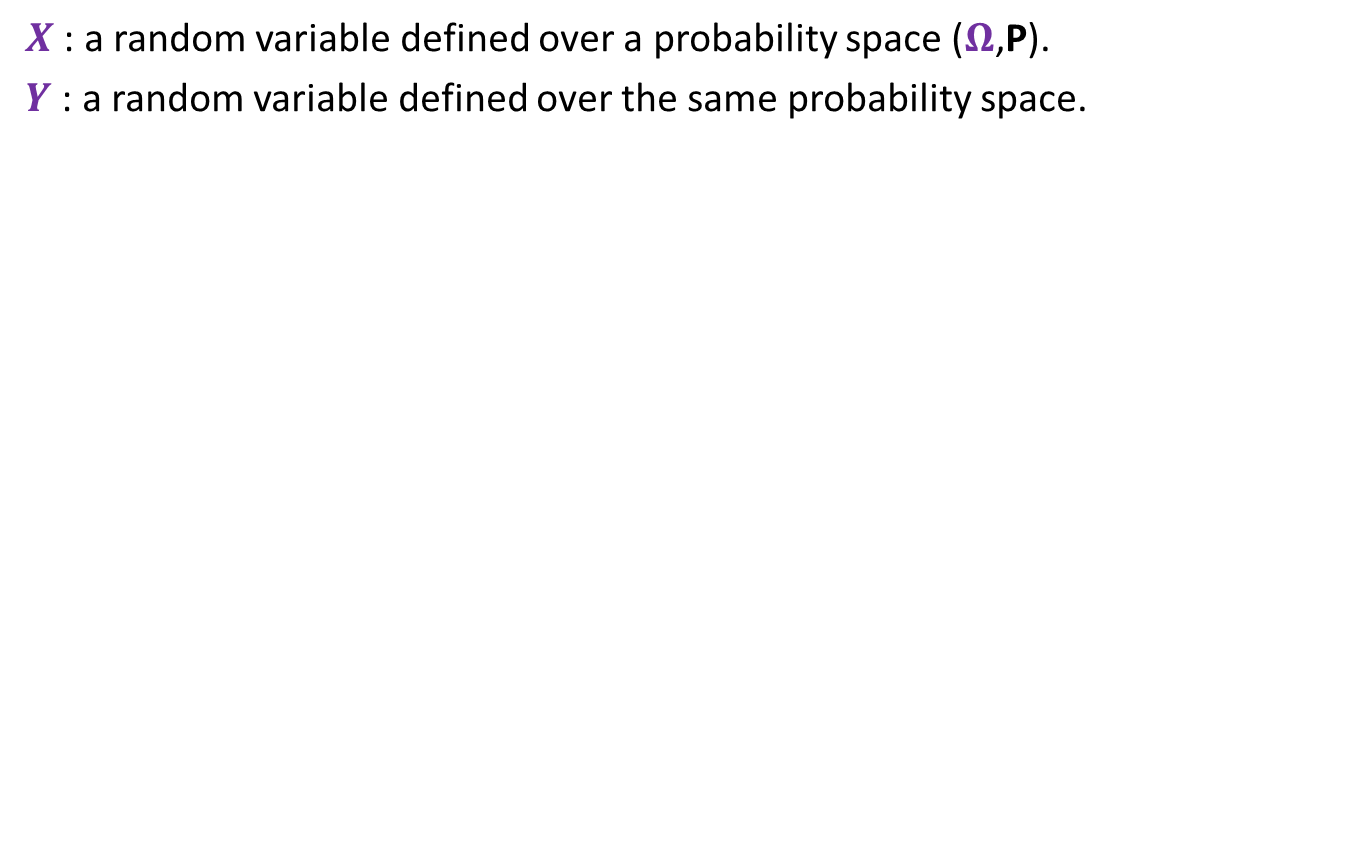 X : a random variable defined over a probability space (Ω,P).
Y : a random variable defined over the same probability space.